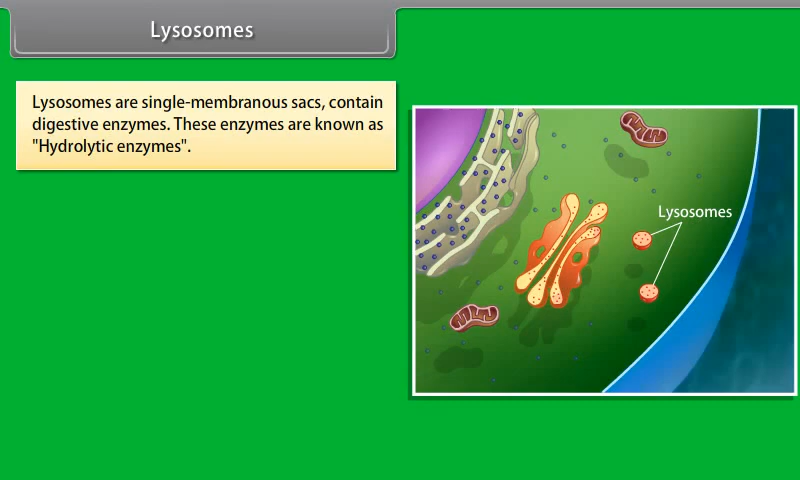 Lysosomes
Lysosomes are single-membranous sacs, contain
digestive enzymes. These enzymes are known as
"Hydrolytic enzymes".
Lysosomes